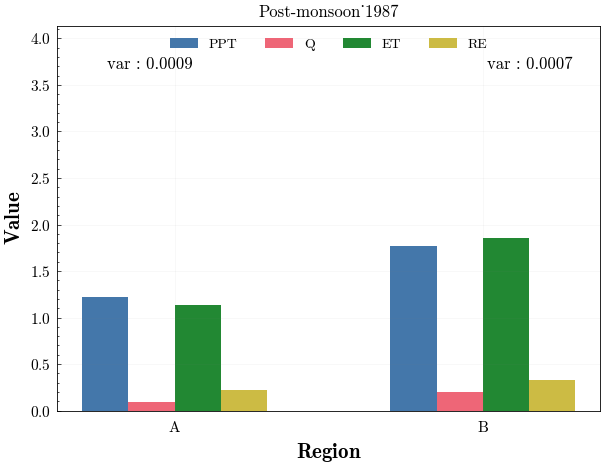 Post-monsoon˙1987
PPT Q ET RE
var : 0.0009 var : 0.0007
4.0
3.5
3.0
2.5
2.0
1.5
1.0
0.5
0.0
Value
A B
Region